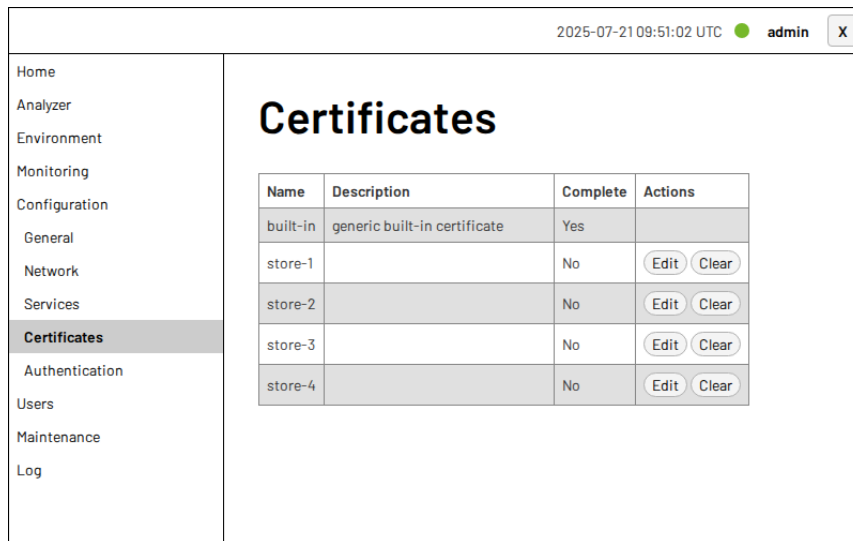 2025-07-21 09:51:02 UTC admin X
Home
Analyzer
Environment
Monitoring
Configuration
General
Network
Services
Certificates
Authentication
Users
Maintenance
Log
Certificates
Name Description Complete Actions
built-in generic built-in certificate Yes
store-1 No Edit Clear
store-2 No Edit Clear
store-3 No Edit Clear
store-4 No Edit Clear